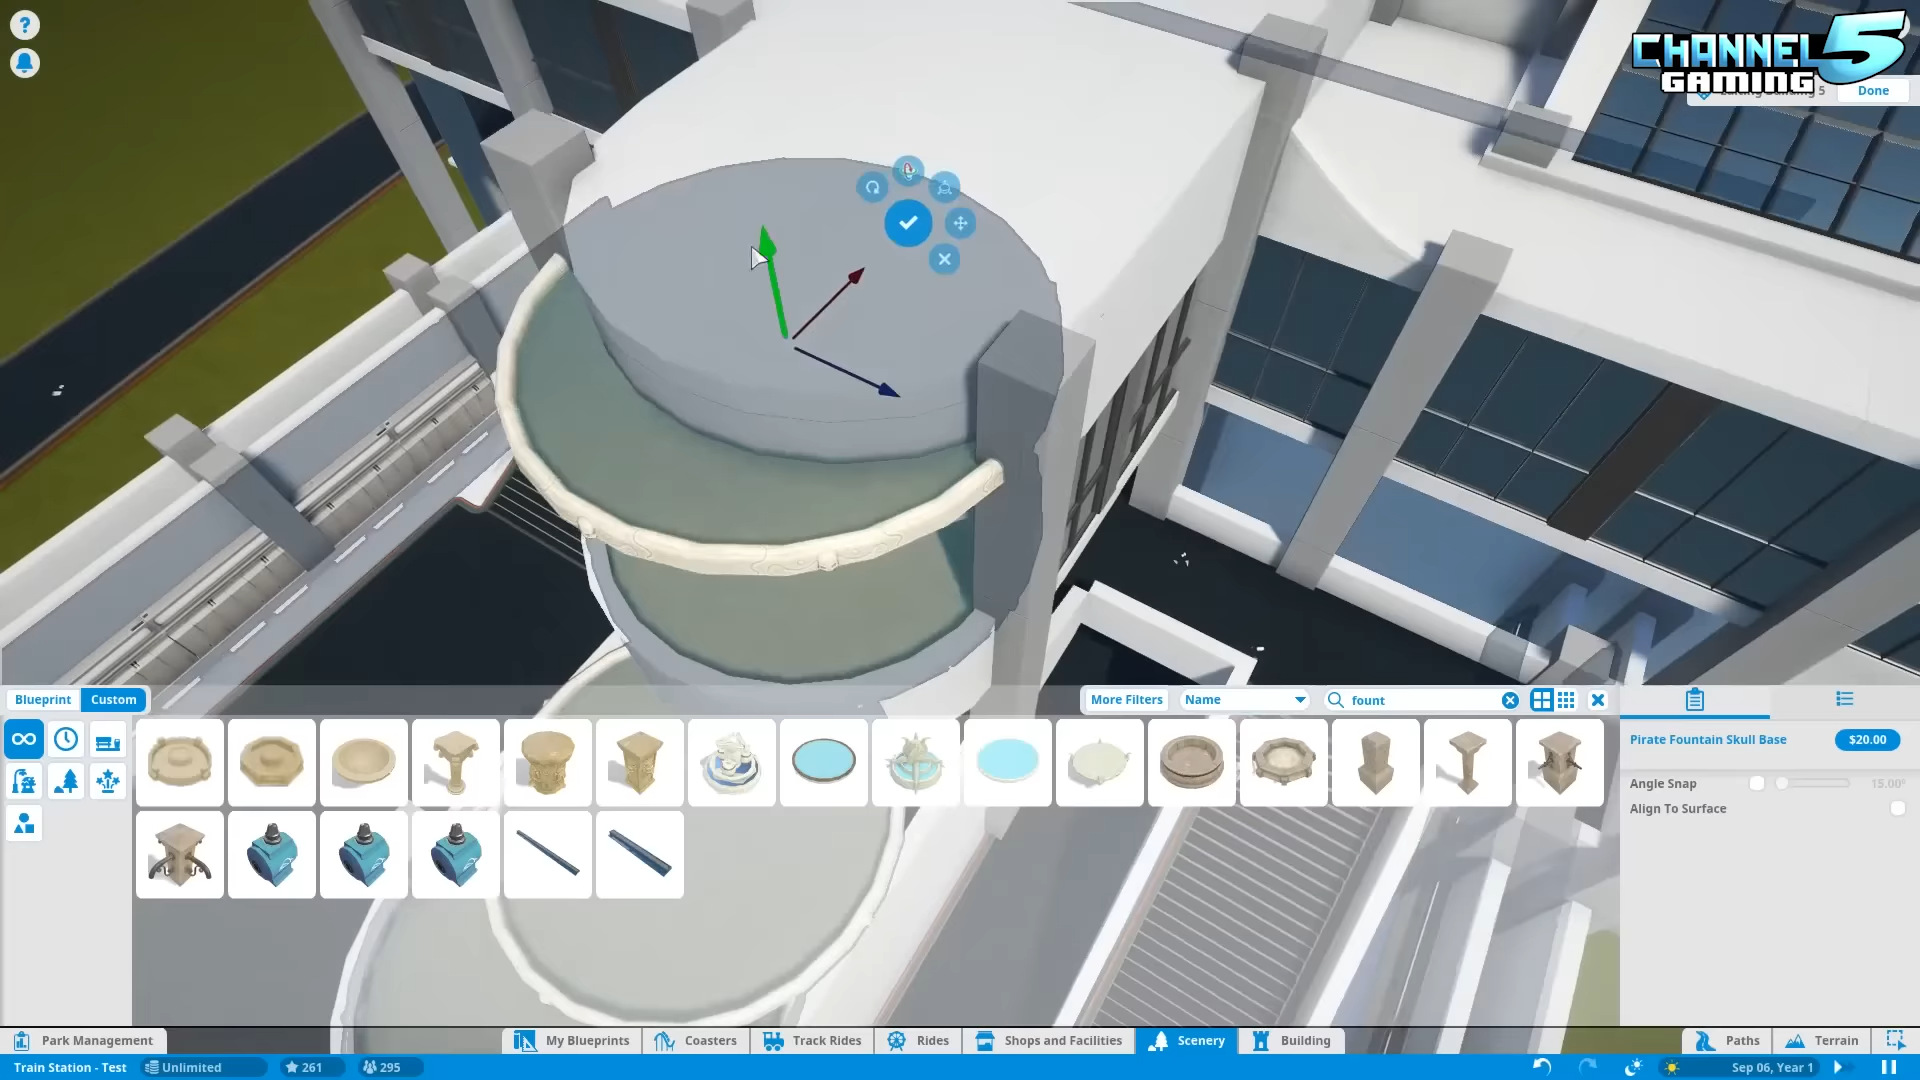 ?
CHANNEL 5
GAMING
5
Done
Blueprint
Custom
More Filters
Name
fount
Pirate Fountain Skull Base
$20.00
Angle Snap
15.00°
Align To Surface
Park Management
My Blueprints
Coasters
Track Rides
Rides
Shops and Facilities
Scenery
Building
Paths
Terrain
Train Station - Test
Unlimited
261
295
Sep 06, Year 1